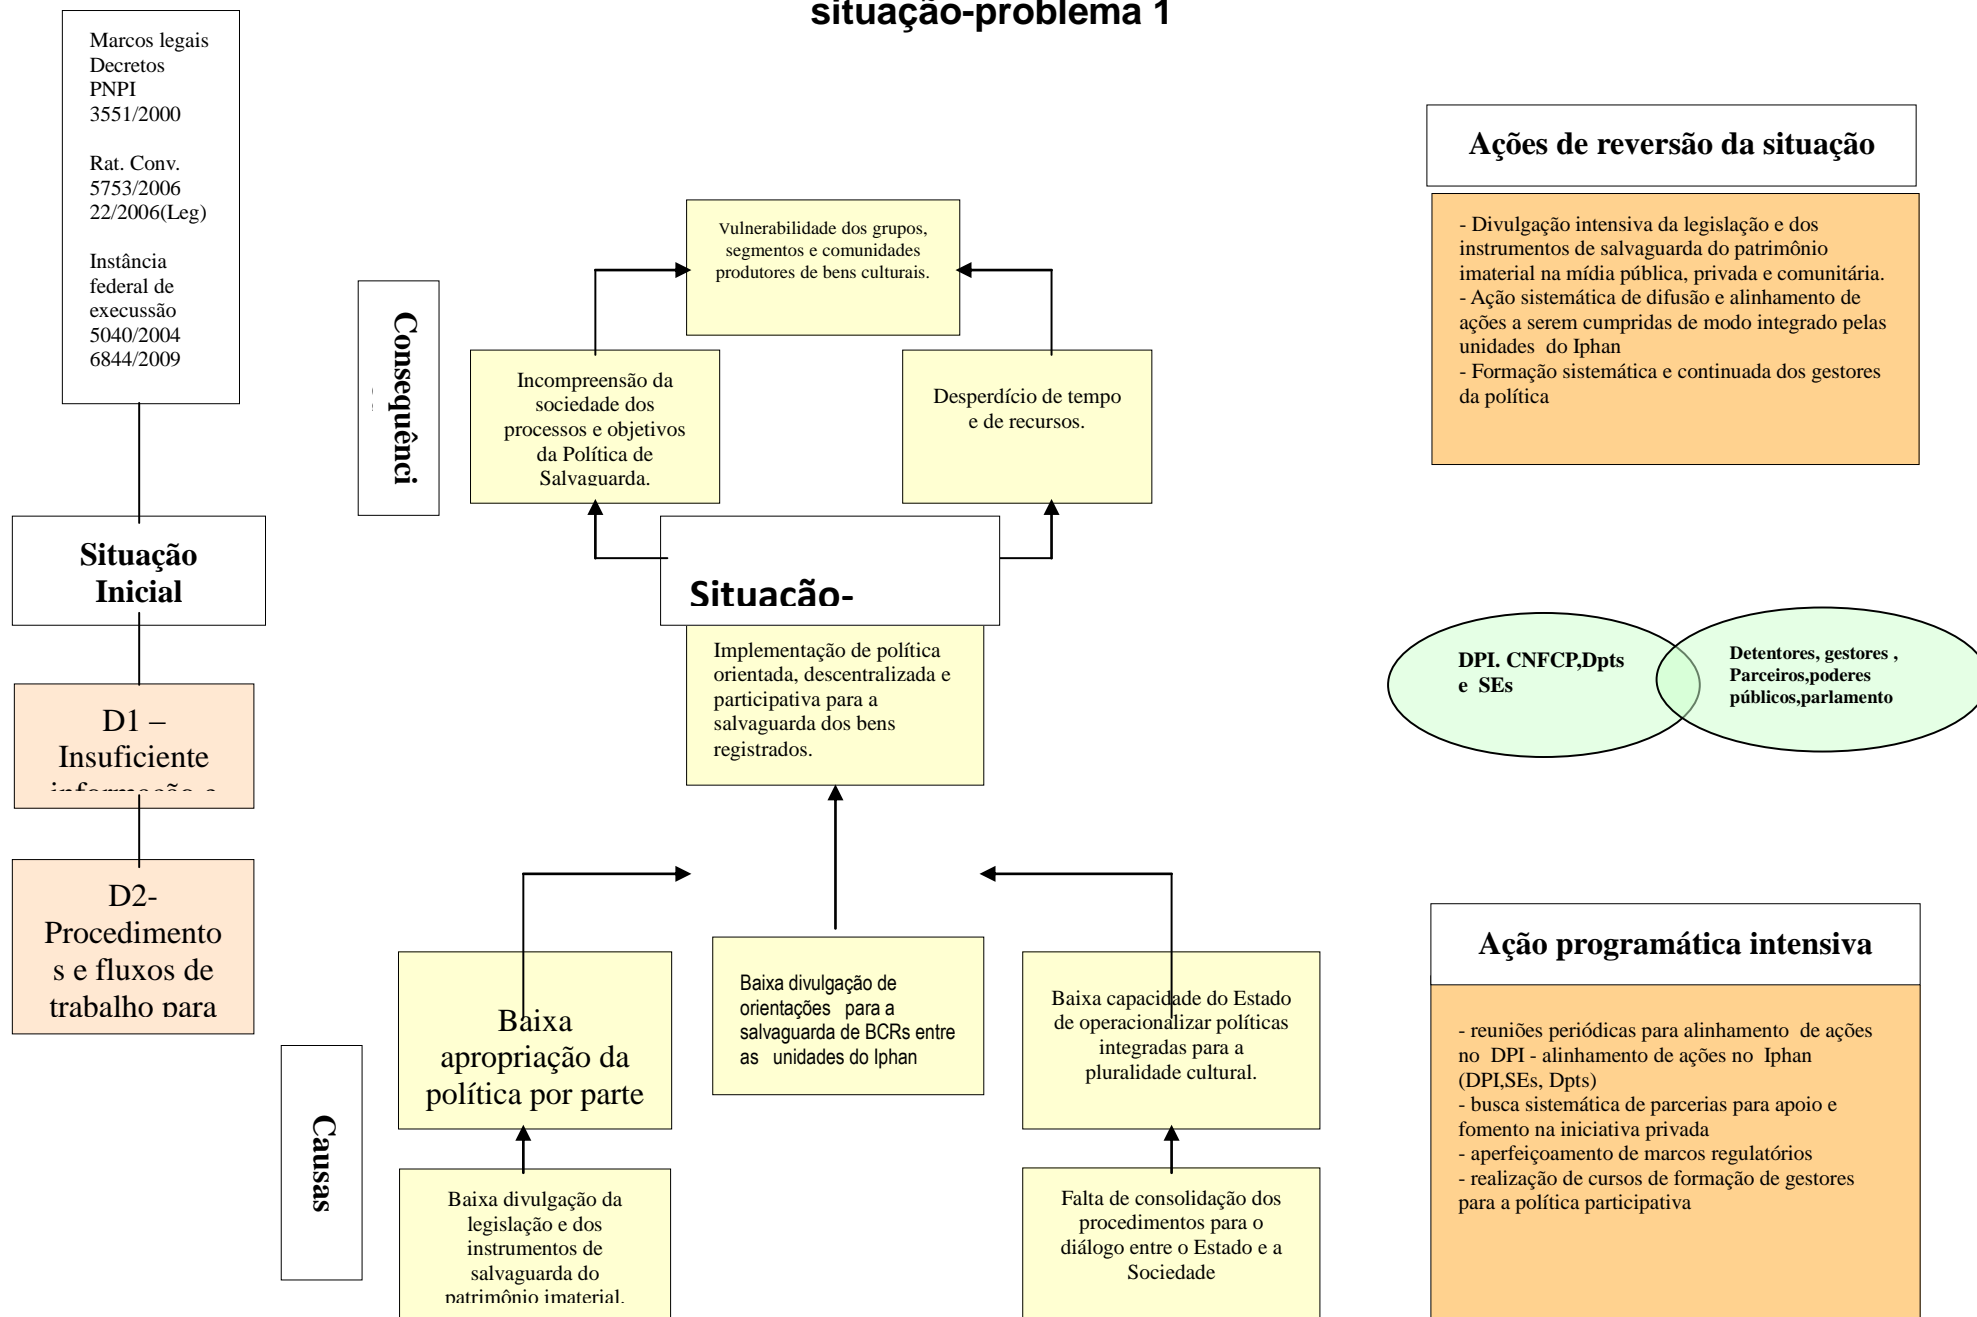 situação-problema 1
Marcos legais
Decretos
PNPI
3551/2000
Rat. Conv.
5753/2006
22/2006(Leg)
Instância
federal de
execussão
5040/2004
6844/2009
Situação
Inicial
D1 –
Insuficiente
informação e
D2-
Procedimento
s e fluxos de
trabalho para
Consequênci
Vulnerabilidade dos grupos,
segmentos e comunidades
produtores de bens culturais.
Incompreensão da
sociedade dos
processos e objetivos
da Política de
Salvaguarda.
Desperdício de tempo
e de recursos.
Situação-
Implementação de política
orientada, descentralizada e
participativa para a
salvaguarda dos bens
registrados.
Causas
Baixa
apropriação da
política por parte
Baixa divulgação de
orientações para a
salvaguarda de BCRs entre
as unidades do Iphan
Baixa capacidade do Estado
de operacionalizar políticas
integradas para a
pluralidade cultural.
Baixa divulgação da
legislação e dos
instrumentos de
salvaguarda do
patrimônio imaterial.
Falta de consolidação dos
procedimentos para o
diálogo entre o Estado e a
Sociedade
Ações de reversão da situação
- Divulgação intensiva da legislação e dos
instrumentos de salvaguarda do patrimônio
imaterial na mídia pública, privada e comunitária.
- Ação sistemática de difusão e alinhamento de
ações a serem cumpridas de modo integrado pelas
unidades do Iphan
- Formação sistemática e continuada dos gestores
da política
DPI. CNFCP,Dpts
e SEs
Detentores, gestores ,
Parceiros,poderes
públicos,parlamento
Ação programática intensiva
- reuniões periódicas para alinhamento de ações
no DPI - alinhamento de ações no Iphan
(DPI,SEs, Dpts)
- busca sistemática de parcerias para apoio e
fomento na iniciativa privada
- aperfeiçoamento de marcos regulatórios
- realização de cursos de formação de gestores
para a política participativa